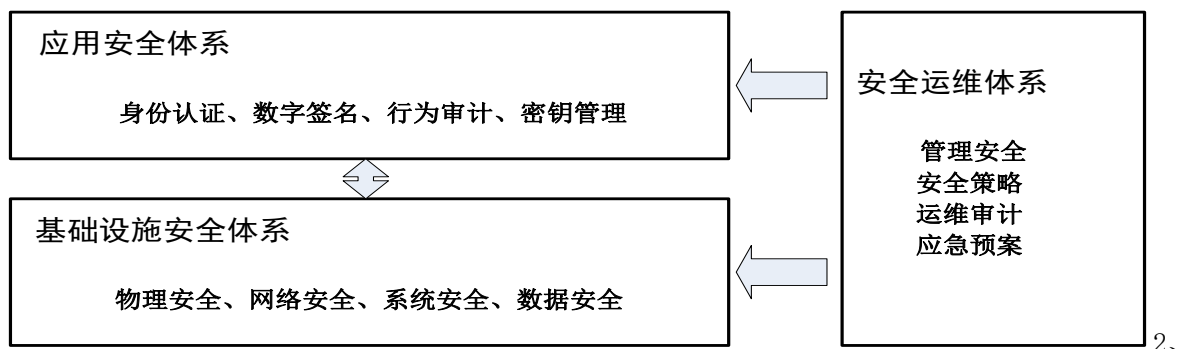 应用安全体系
身份认证、数字签名、行为审计、密钥管理
基础设施安全体系
物理安全、网络安全、系统安全、数据安全
安全运维体系
管理安全
安全策略
运维审计
应急预案
2、